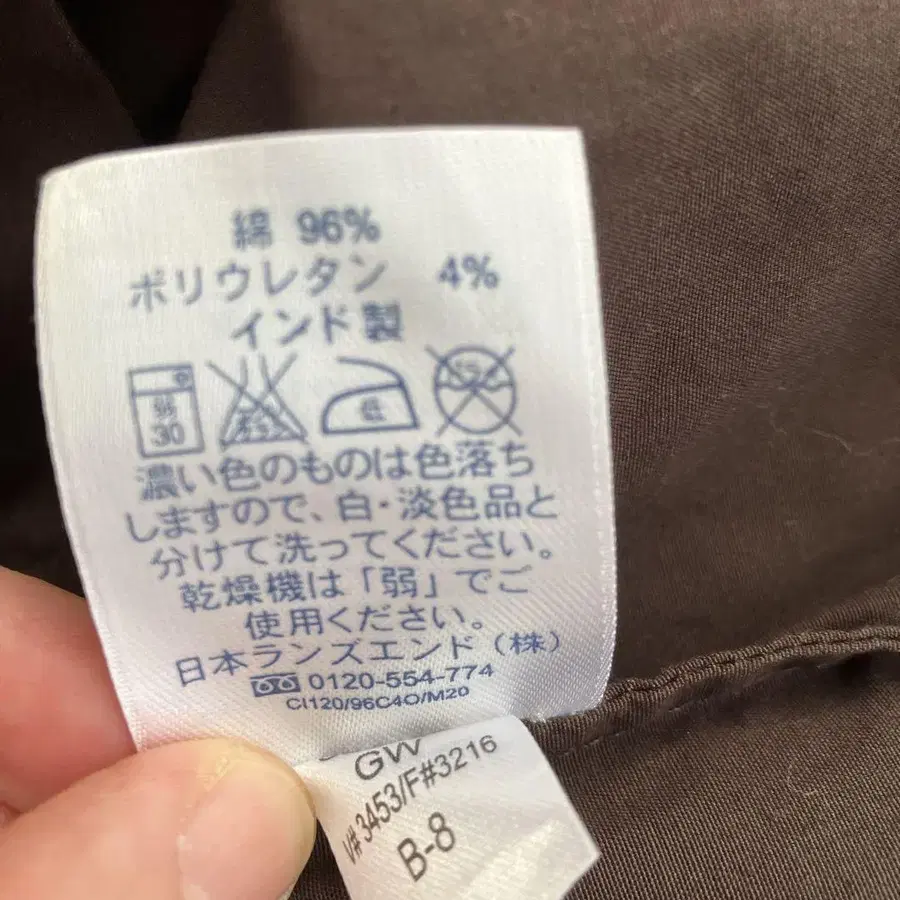 綿 96%
ポリウレタン 4%
インド製
弱 30 低
濃い色のものは色落ち
しますので、白・淡色品と
分けて洗ってください。
乾燥機は「弱」でご
使用ください。
日本ランズエンド(株)
0120-554-774
CI120/96C4O/M20
GW
V#3453/F#3216
B-8